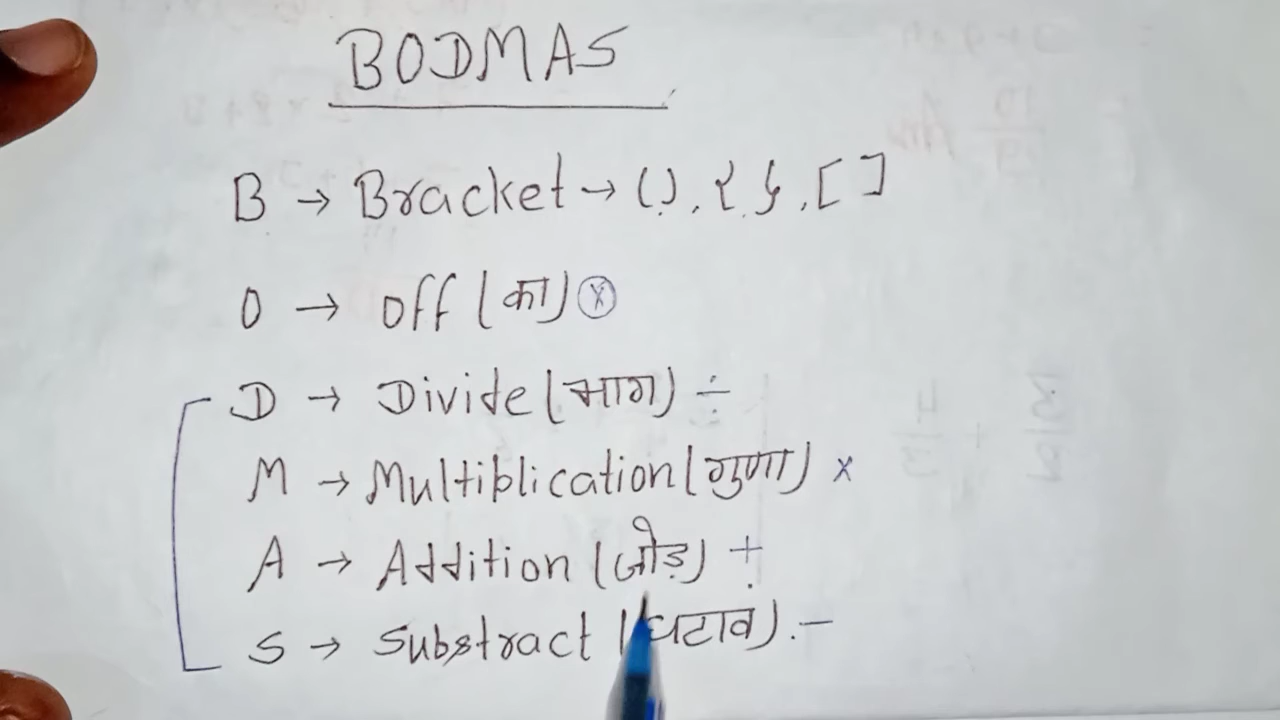 BODMAS
B → Bracket → (), { }, [ ]
O → Off (का) ⓧ
D → Divide (भाग) ÷
M → Multiblication (गुणा) ×
A → Addition (जोड़) +
S → Substract (घटाव) . −